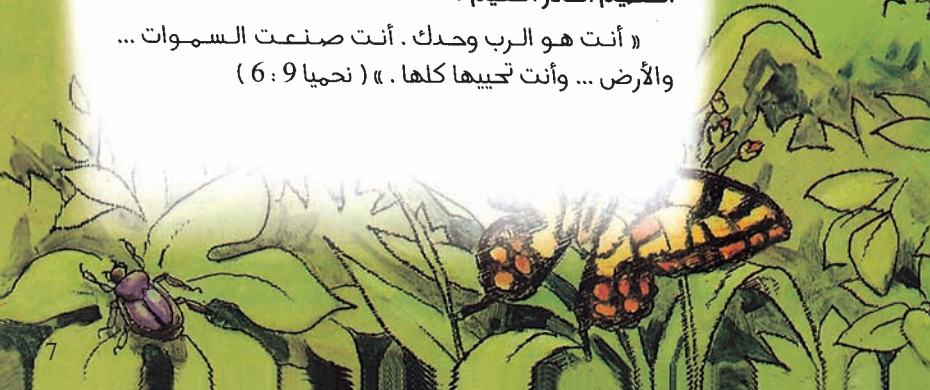 « أنت هو الرب وحدك . أنت صنعت السموات ...
والأرض ... وأنت تحييها كلها . » ( نحميا 9 : 6 )
7